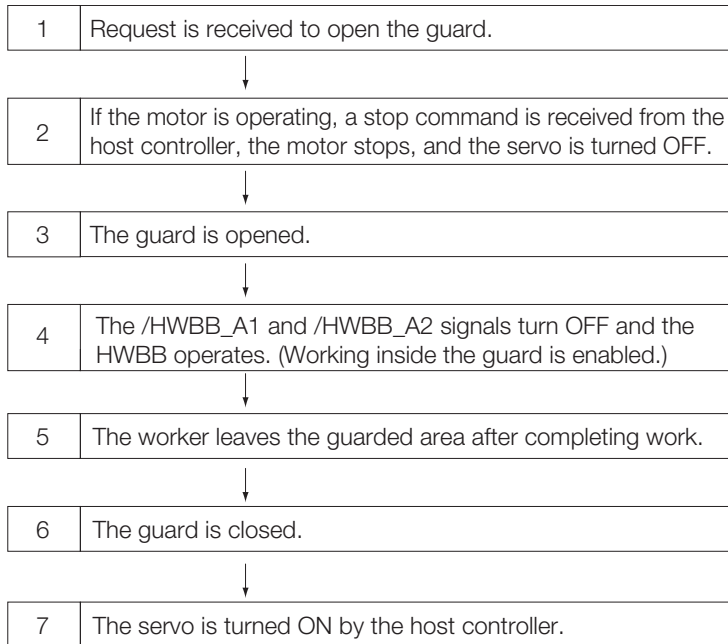 1 Request is received to open the guard.
2 If the motor is operating, a stop command is received from the
host controller, the motor stops, and the servo is turned OFF.
3 The guard is opened.
4 The /HWBB_A1 and /HWBB_A2 signals turn OFF and the
HWBB operates. (Working inside the guard is enabled.)
5 The worker leaves the guarded area after completing work.
6 The guard is closed.
7 The servo is turned ON by the host controller.